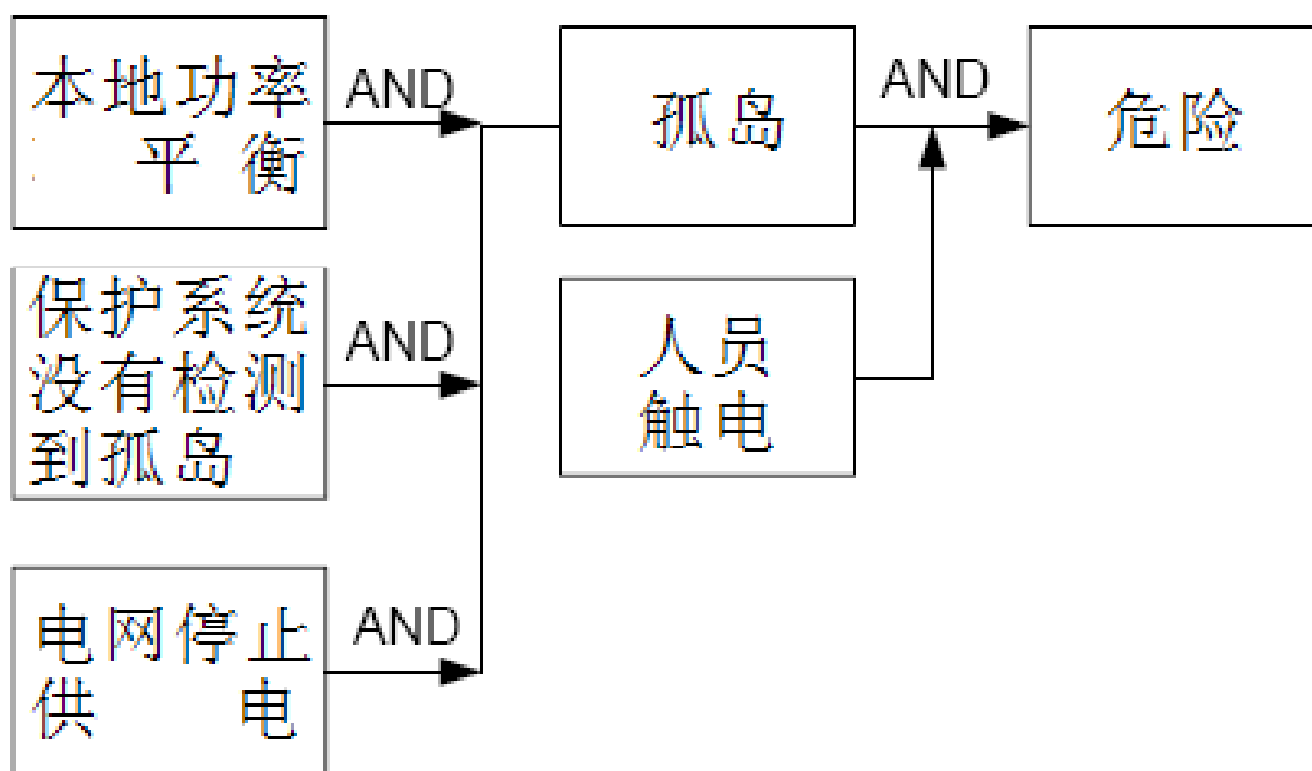 本地功率
平衡
AND
孤岛
AND
危险
保护系统
没有检测
到孤岛
AND
人员
触电
电网停止
供电
AND